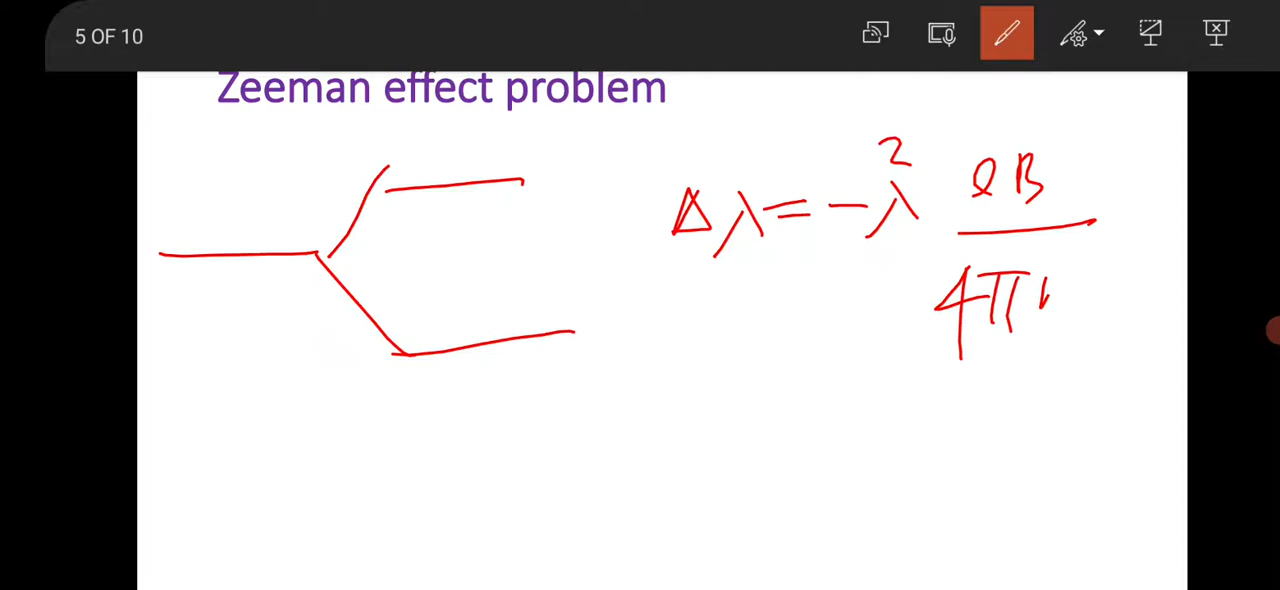 5 OF 10
Zeeman effect problem
Δλ = -λ² eB / 4π